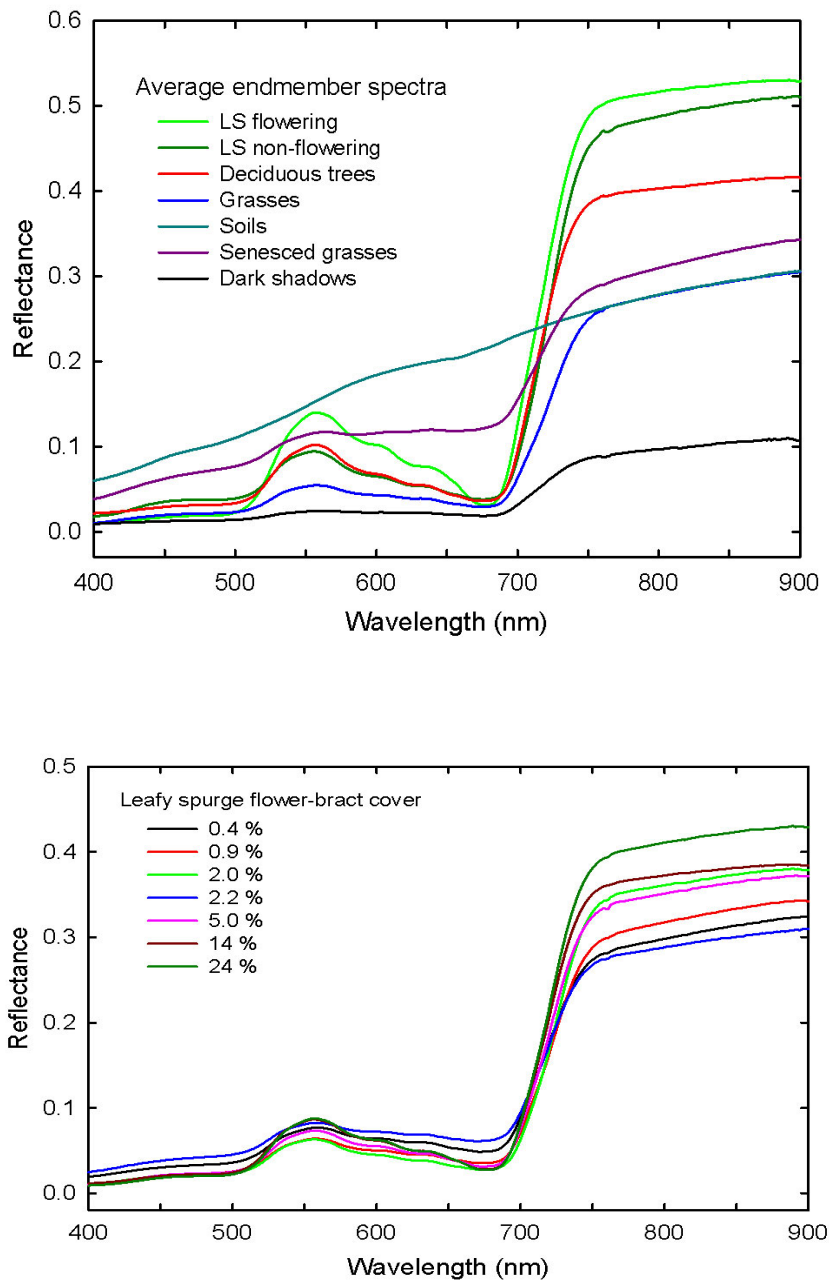 0.6
Average endmember spectra
LS flowering
LS non-flowering
Deciduous trees
Grasses
Soils
Senesced grasses
Dark shadows
0.5
0.4
0.3
0.2
0.1
0.0
Reflectance
400 500 600 700 800 900
Wavelength (nm)
0.5
Leafy spurge flower-bract cover
0.4 %
0.9 %
2.0 %
2.2 %
5.0 %
14 %
24 %
0.4
0.3
0.2
0.1
0.0
Reflectance
400 500 600 700 800 900
Wavelength (nm)